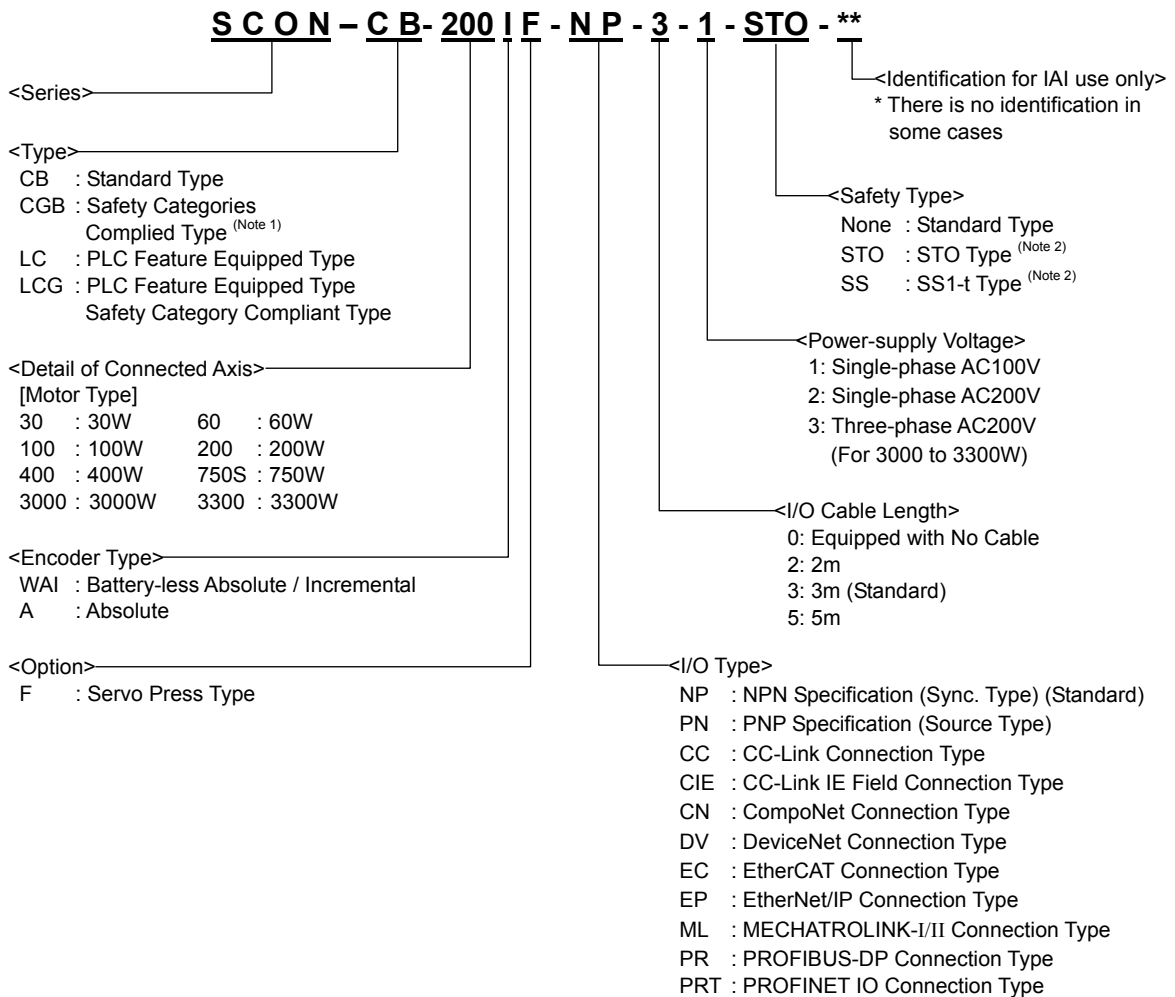 SCON–CB-200IF-NP-3-1-STO-**
<Series>
<Type>
CB : Standard Type
CGB : Safety Categories
Complied Type (Note 1)
LC : PLC Feature Equipped Type
LCG : PLC Feature Equipped Type
Safety Category Compliant Type
<Detail of Connected Axis>
[Motor Type]
30 : 30W 60 : 60W
100 : 100W 200 : 200W
400 : 400W 750S : 750W
3000 : 3000W 3300 : 3300W
<Encoder Type>
WAI : Battery-less Absolute / Incremental
A : Absolute
<Option>
F : Servo Press Type
<Identification for IAI use only>
* There is no identification in
some cases
<Safety Type>
None : Standard Type
STO : STO Type (Note 2)
SS : SS1-t Type (Note 2)
<Power-supply Voltage>
1: Single-phase AC100V
2: Single-phase AC200V
3: Three-phase AC200V
(For 3000 to 3300W)
<I/O Cable Length>
0: Equipped with No Cable
2: 2m
3: 3m (Standard)
5: 5m
<I/O Type>
NP : NPN Specification (Sync. Type) (Standard)
PN : PNP Specification (Source Type)
CC : CC-Link Connection Type
CIE : CC-Link IE Field Connection Type
CN : CompoNet Connection Type
DV : DeviceNet Connection Type
EC : EtherCAT Connection Type
EP : EtherNet/IP Connection Type
ML : MECHATROLINK-I/II Connection Type
PR : PROFIBUS-DP Connection Type
PRT : PROFINET IO Connection Type